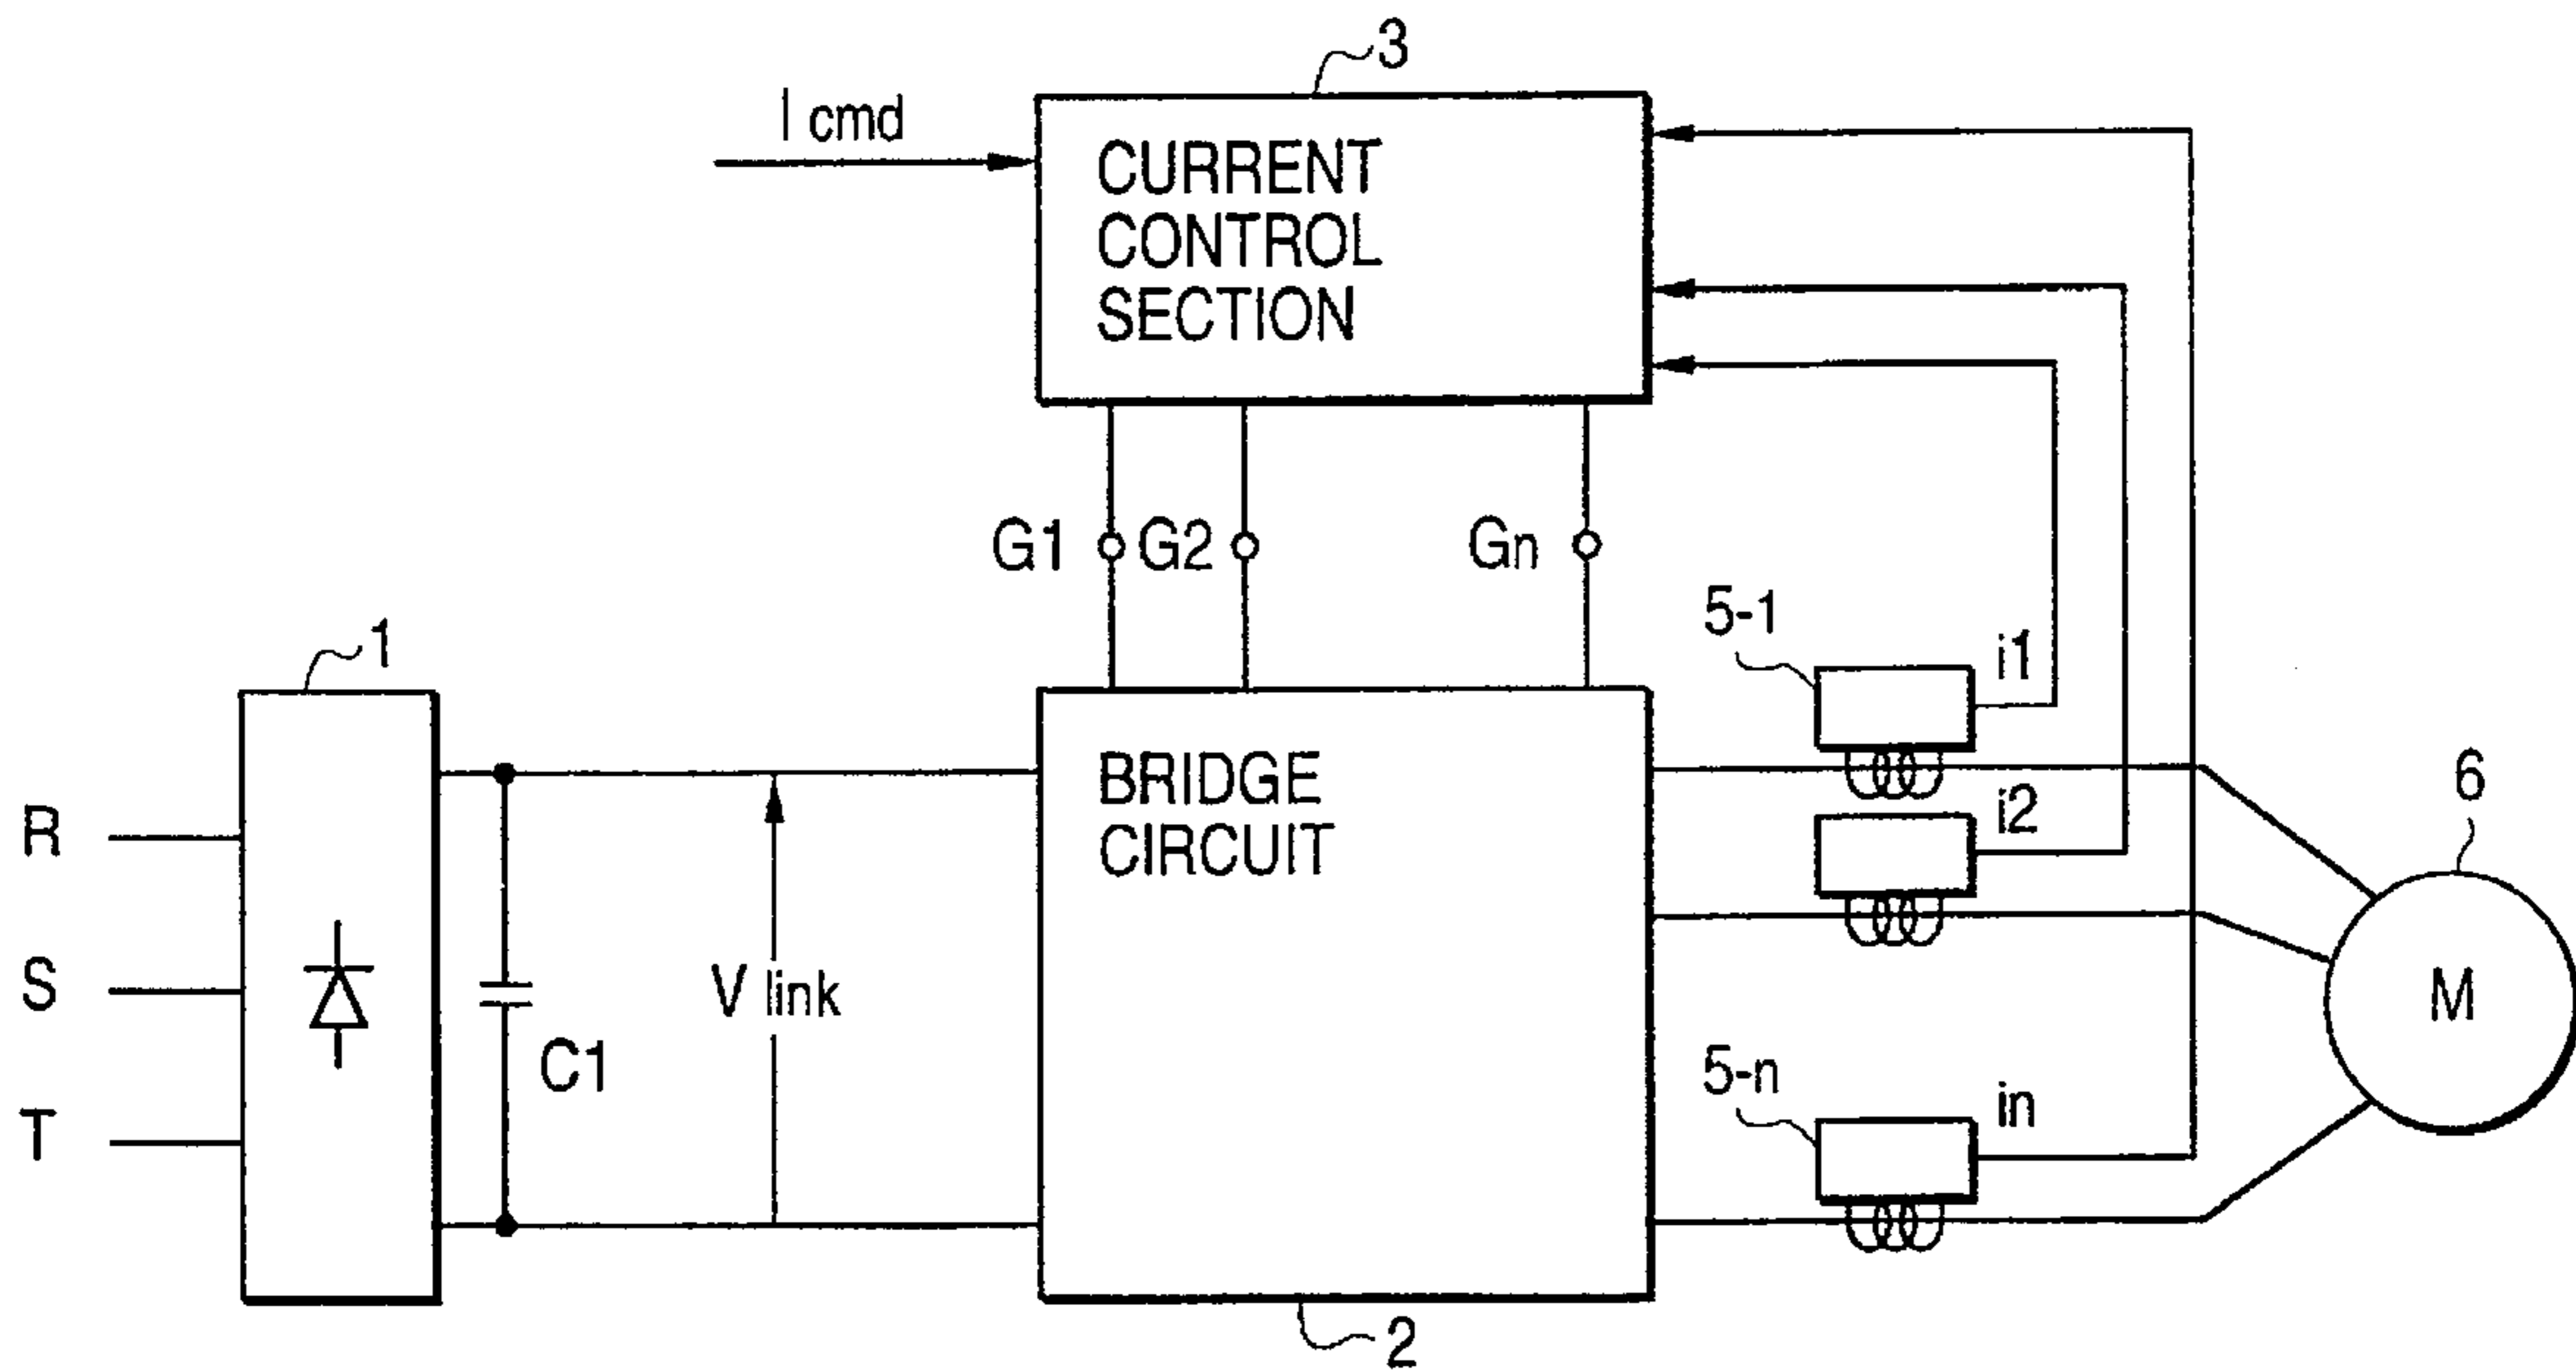 3
I cmd
CURRENT
CONTROL
SECTION
G1
G2
Gn
5-1
i1
1
BRIDGE
CIRCUIT
i2
6
R
S
T
V link
C1
M
5-n
in
2